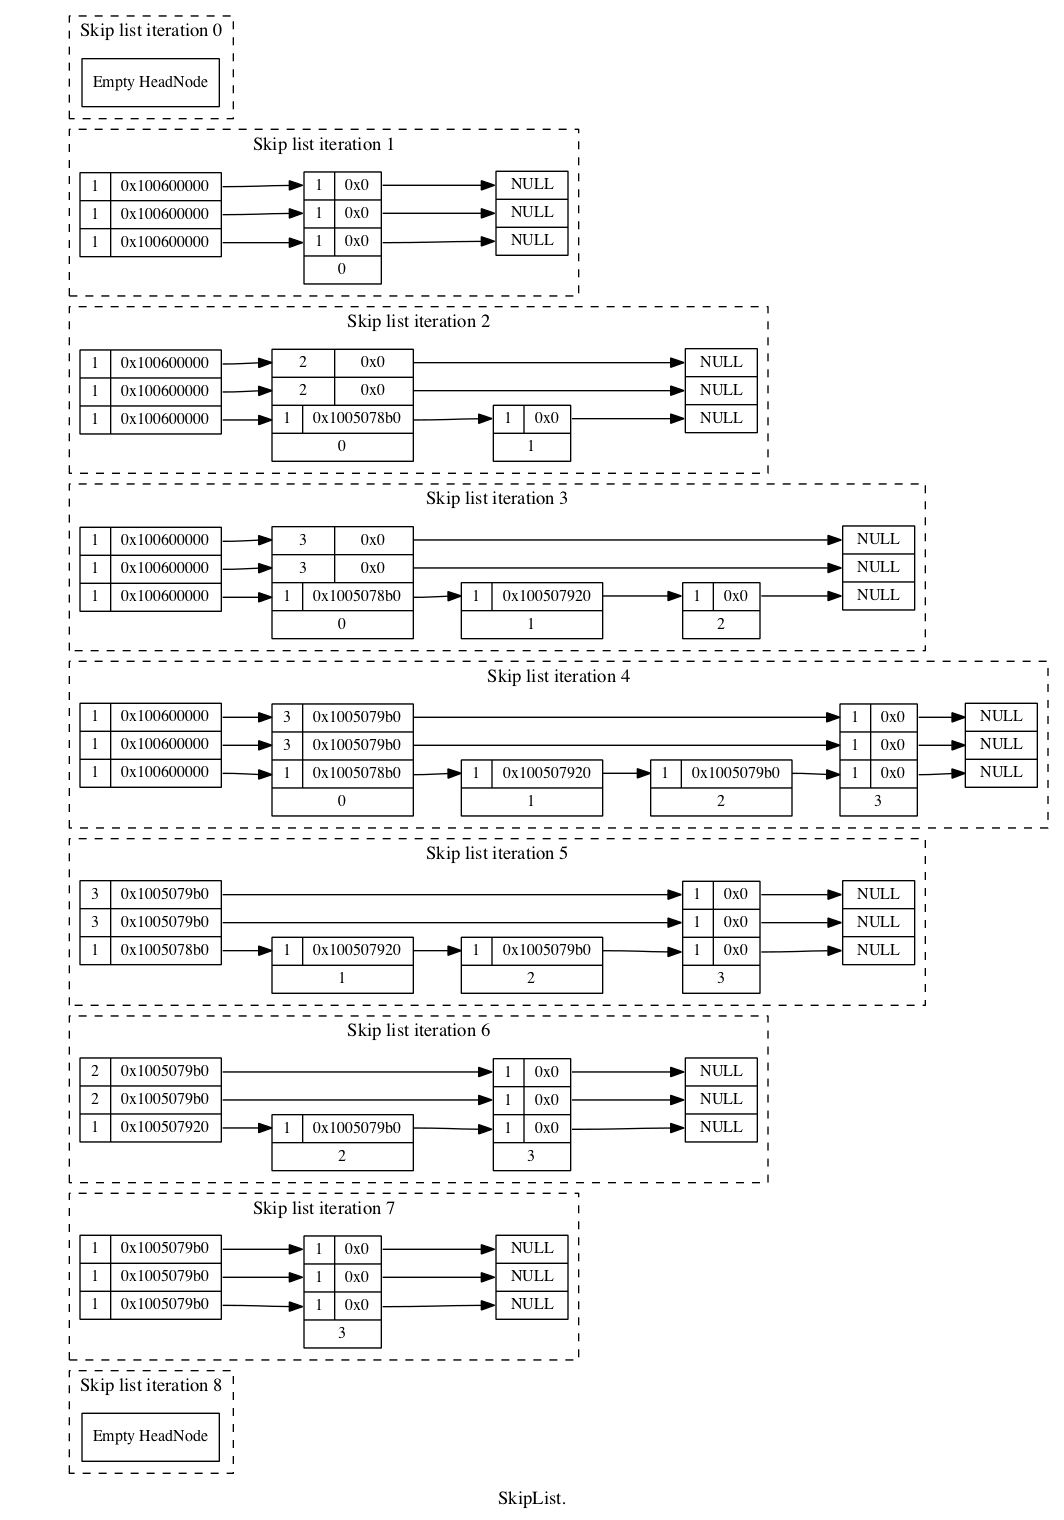 Skip list iteration 0
Empty HeadNode
Skip list iteration 1
1 0x100600000 1 0x0 NULL
1 0x100600000 1 0x0 NULL
1 0x100600000 1 0x0 NULL
0
Skip list iteration 2
1 0x100600000 2 0x0 NULL
1 0x100600000 2 0x0 NULL
1 0x100600000 1 0x1005078b0 1 0x0 NULL
0 1
Skip list iteration 3
1 0x100600000 3 0x0 NULL
1 0x100600000 3 0x0 NULL
1 0x100600000 1 0x1005078b0 1 0x100507920 1 0x0 NULL
0 1 2
Skip list iteration 4
1 0x100600000 3 0x1005079b0 1 0x0 NULL
1 0x100600000 3 0x1005079b0 1 0x0 NULL
1 0x100600000 1 0x1005078b0 1 0x100507920 1 0x1005079b0 1 0x0 NULL
0 1 2 3
Skip list iteration 5
3 0x1005079b0 1 0x0 NULL
3 0x1005079b0 1 0x0 NULL
1 0x1005078b0 1 0x100507920 1 0x1005079b0 1 0x0 NULL
1 2 3
Skip list iteration 6
2 0x1005079b0 1 0x0 NULL
2 0x1005079b0 1 0x0 NULL
1 0x100507920 1 0x1005079b0 1 0x0 NULL
2 3
Skip list iteration 7
1 0x1005079b0 1 0x0 NULL
1 0x1005079b0 1 0x0 NULL
1 0x1005079b0 1 0x0 NULL
3
Skip list iteration 8
Empty HeadNode
SkipList.